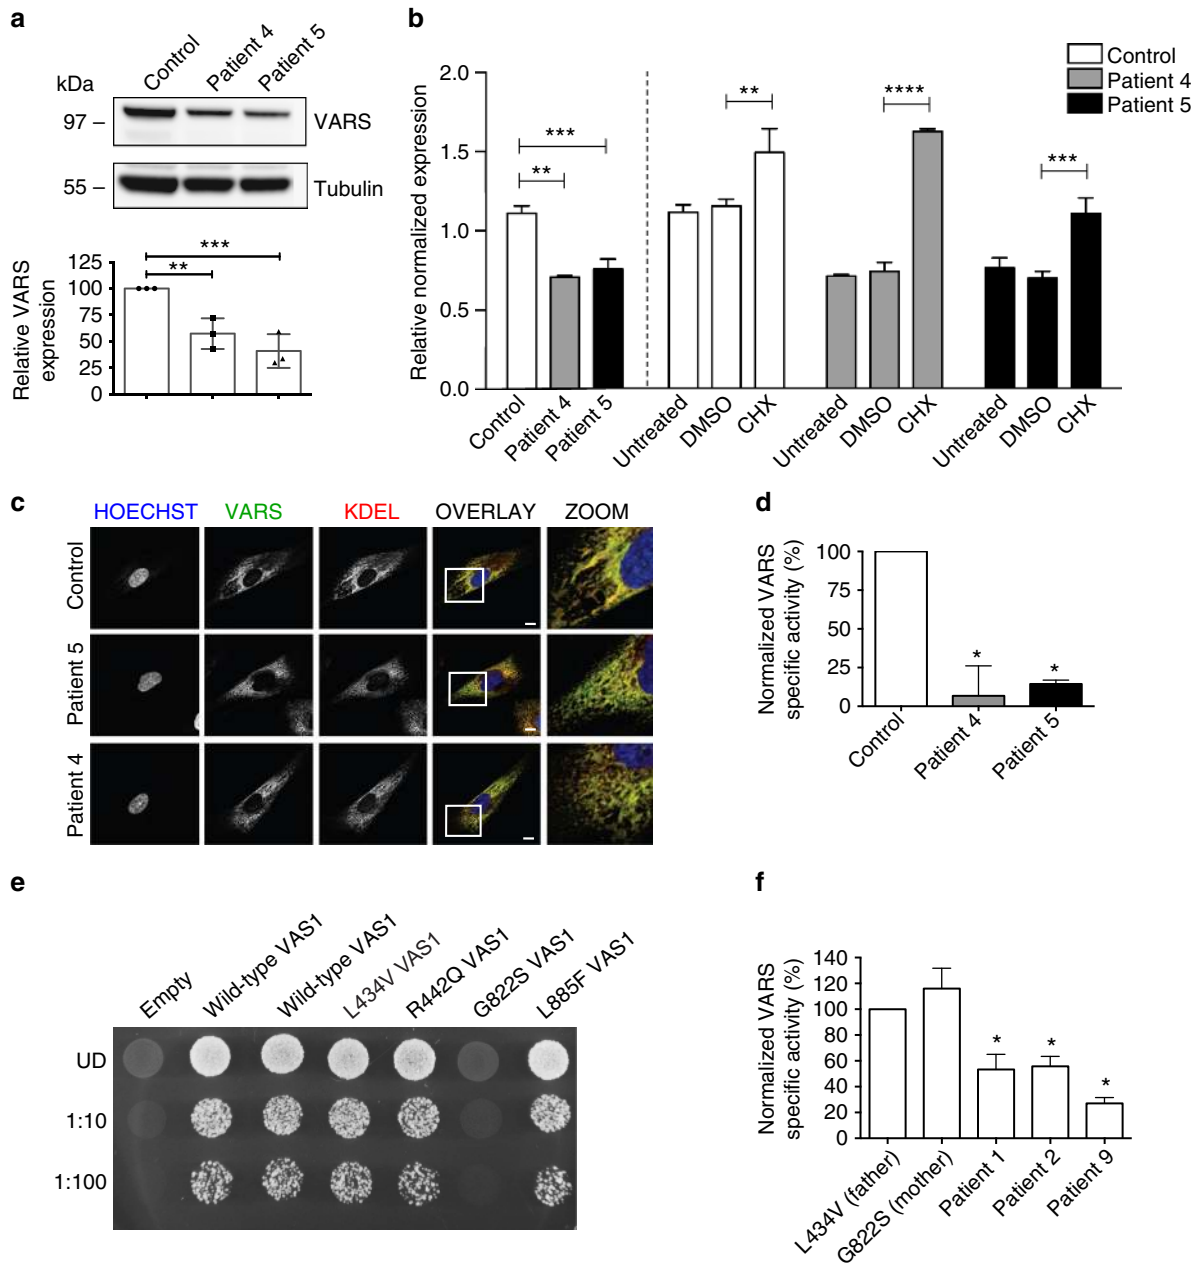 a
Control
Patient 4
Patient 5
kDa
97 –
VARS
55 –
Tubulin
Relative VARS
expression
125
100
75
50
25
0
***
**
b
Control
Patient 4
Patient 5
Relative normalized expression
2.0
1.5
1.0
0.5
0.0
***
**
**
****
***
Control
Patient 4
Patient 5
Untreated
DMSO
CHX
Untreated
DMSO
CHX
Untreated
DMSO
CHX
c
HOECHST VARS KDEL OVERLAY ZOOM
Control
Patient 5
Patient 4
d
Normalized VARS
specific activity (%)
100
75
50
25
0
*
*
Control
Patient 4
Patient 5
e
Empty
Wild-type VAS1
Wild-type VAS1
L434V VAS1
R442Q VAS1
G822S VAS1
L885F VAS1
UD
1:10
1:100
f
Normalized VARS
specific activity (%)
140
120
100
80
60
40
20
0
*
*
*
L434V (father)
G822S (mother)
Patient 1
Patient 2
Patient 9